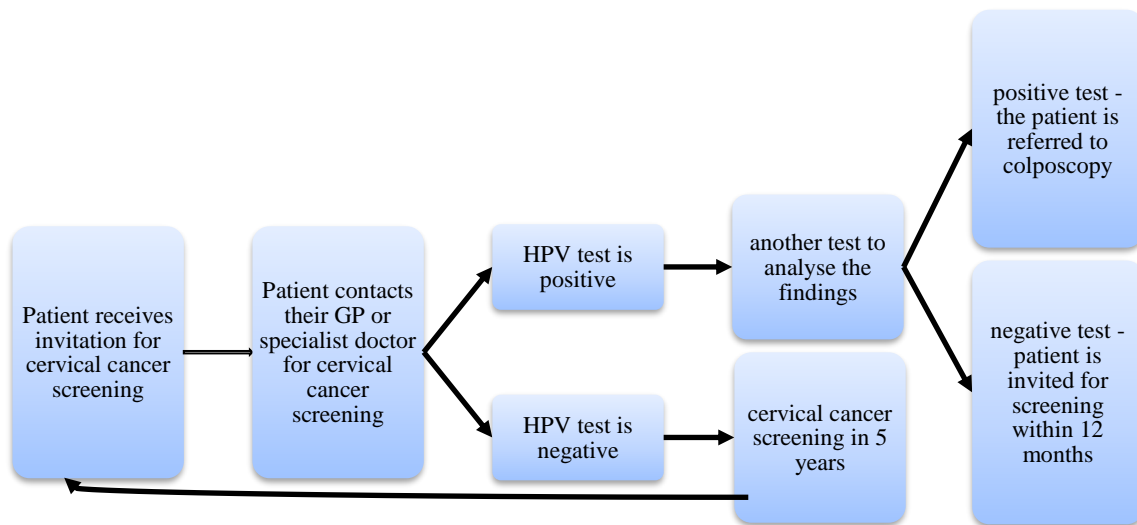 Patient receives
invitation for
cervical cancer
screening
Patient contacts
their GP or
specialist doctor
for cervical
cancer
screening
HPV test is
positive
another test to
analyse the
findings
positive test -
the patient is
referred to
colposcopy
negative test -
patient is
invited for
screening
within 12
months
HPV test is
negative
cervical cancer
screening in 5
years